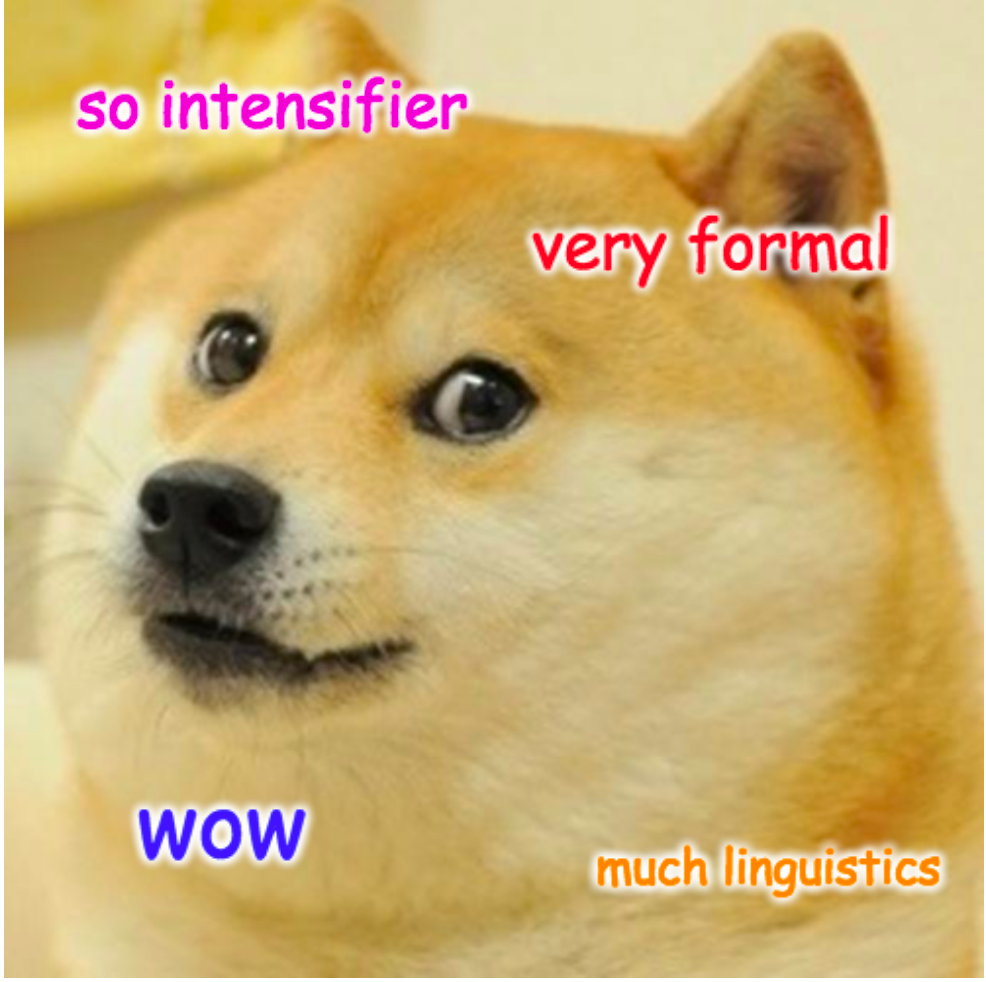 so intensifier
very formal
wow
much linguistics